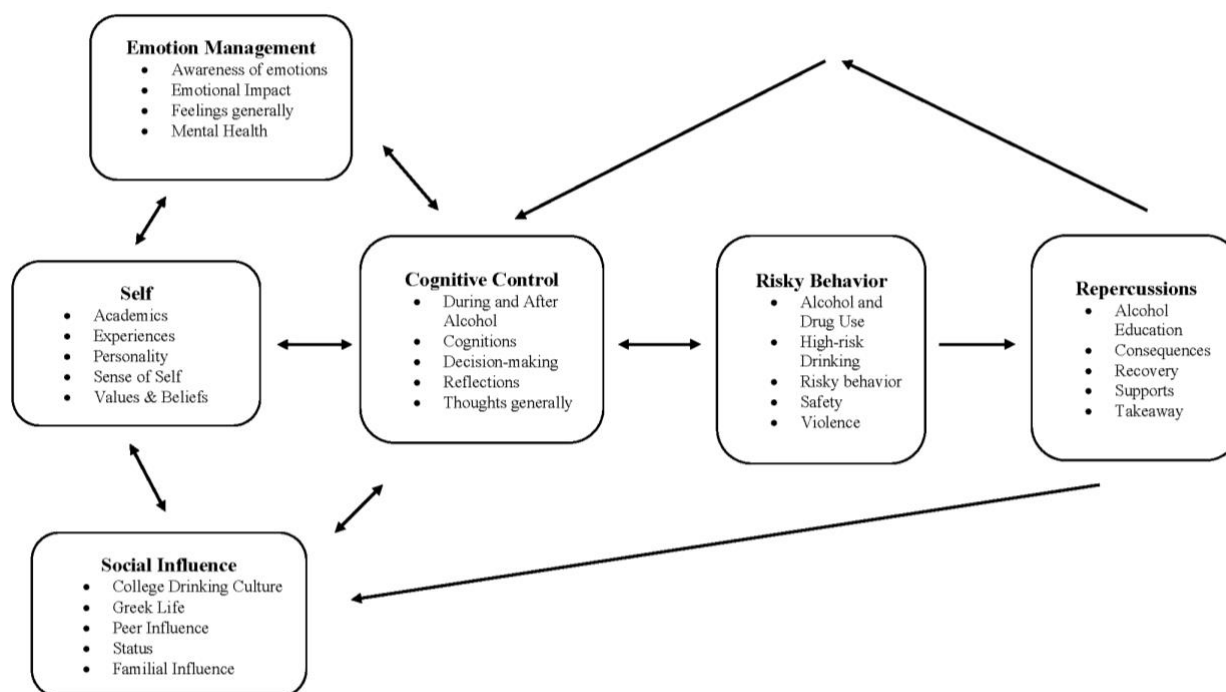 Emotion Management
• Awareness of emotions
• Emotional Impact
• Feelings generally
• Mental Health
Self
• Academics
• Experiences
• Personality
• Sense of Self
• Values & Beliefs
Cognitive Control
• During and After
Alcohol
• Cognitions
• Decision-making
• Reflections
• Thoughts generally
Risky Behavior
• Alcohol and
Drug Use
• High-risk
Drinking
• Risky behavior
• Safety
• Violence
Repercussions
• Alcohol
Education
• Consequences
• Recovery
• Supports
• Takeaway
Social Influence
• College Drinking Culture
• Greek Life
• Peer Influence
• Status
• Familial Influence